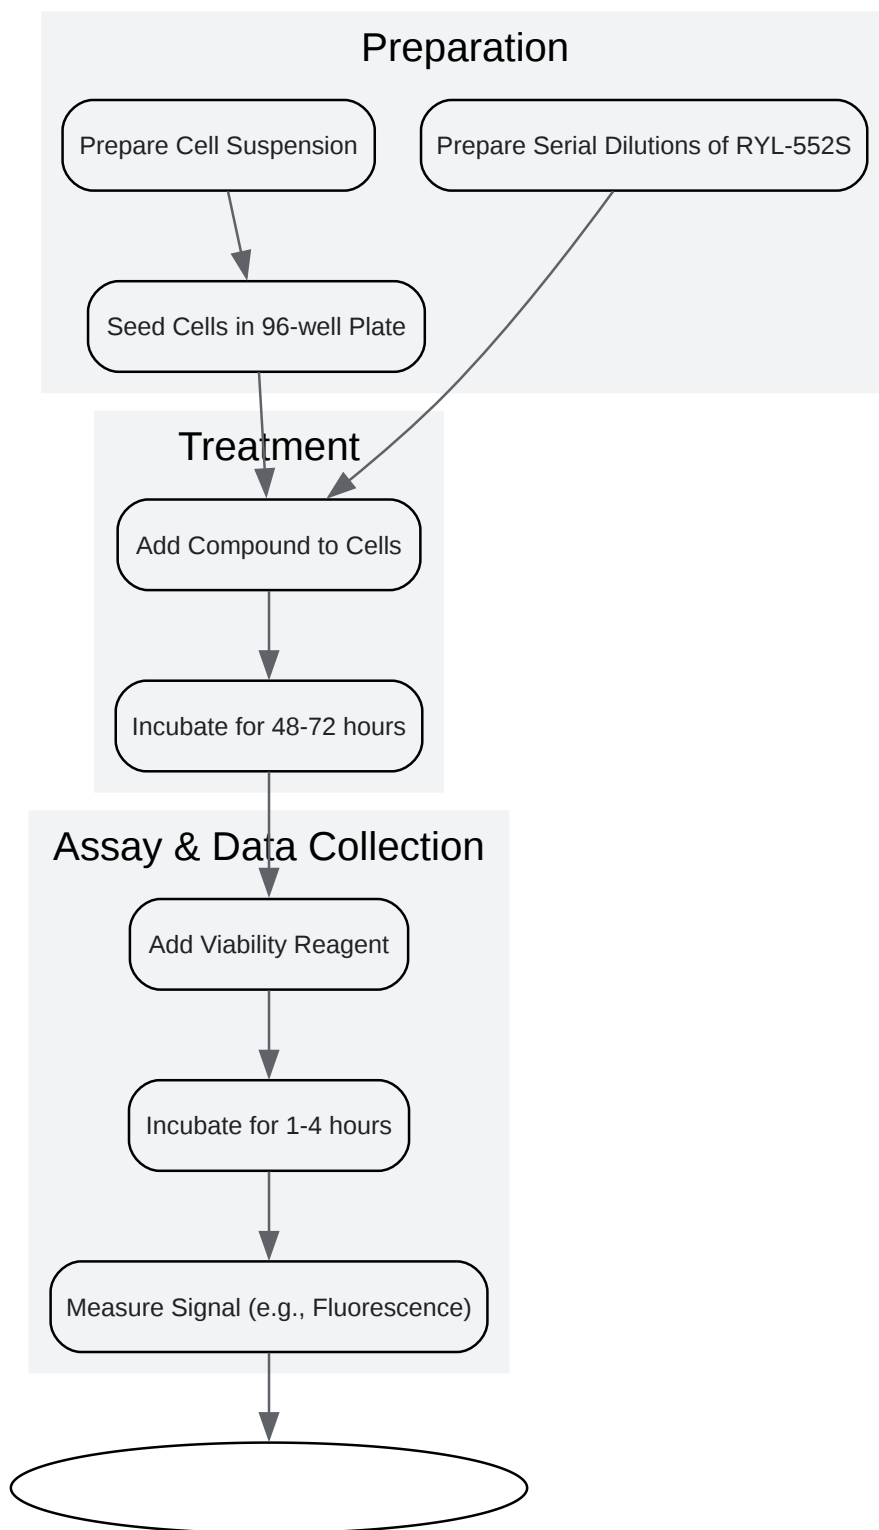 Preparation
Prepare Cell Suspension
Prepare Serial Dilutions of RYL-552S
Seed Cells in 96-well Plate
Treatment
Add Compound to Cells
Incubate for 48-72 hours
Assay & Data Collection
Add Viability Reagent
Incubate for 1-4 hours
Measure Signal (e.g., Fluorescence)